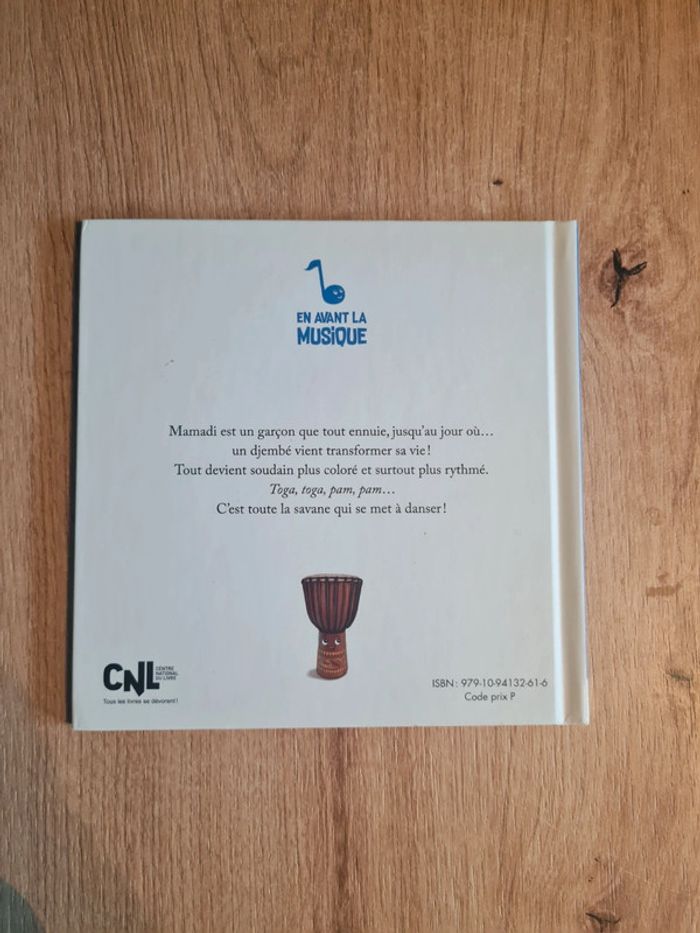 EN AVANT LA
MUSiQUE
Mamadi est un garçon que tout ennuie, jusqu'au jour où…
un djembé vient transformer sa vie !
Tout devient soudain plus coloré et surtout plus rythmé.
Toga, toga, pam, pam…
C'est toute la savane qui se met à danser !
CNL
CENTRE
NATIONAL
DU LIVRE
Tous les livres se dévorent !
ISBN : 979-10-94132-61-6
Code prix P